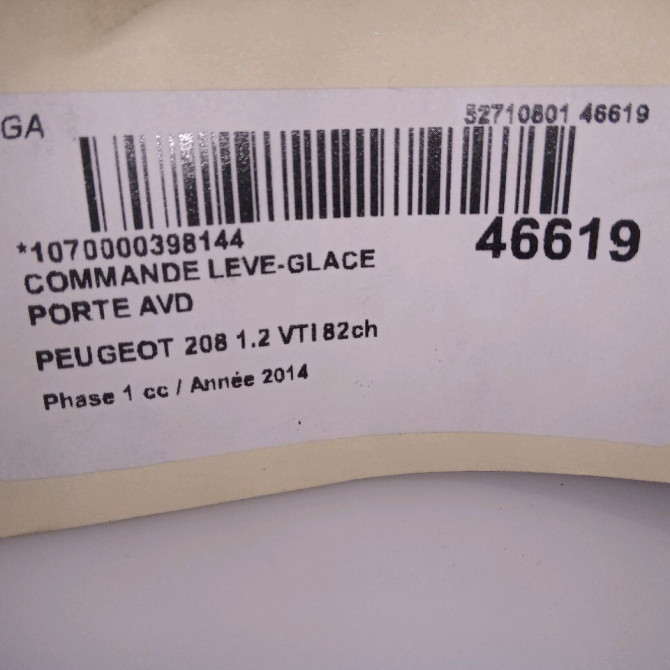 GA
52710801 46619
*1070000398144
46619
COMMANDE LEVE-GLACE
PORTE AVD
PEUGEOT 208 1.2 VTI 82ch
Phase 1 cc / Année 2014